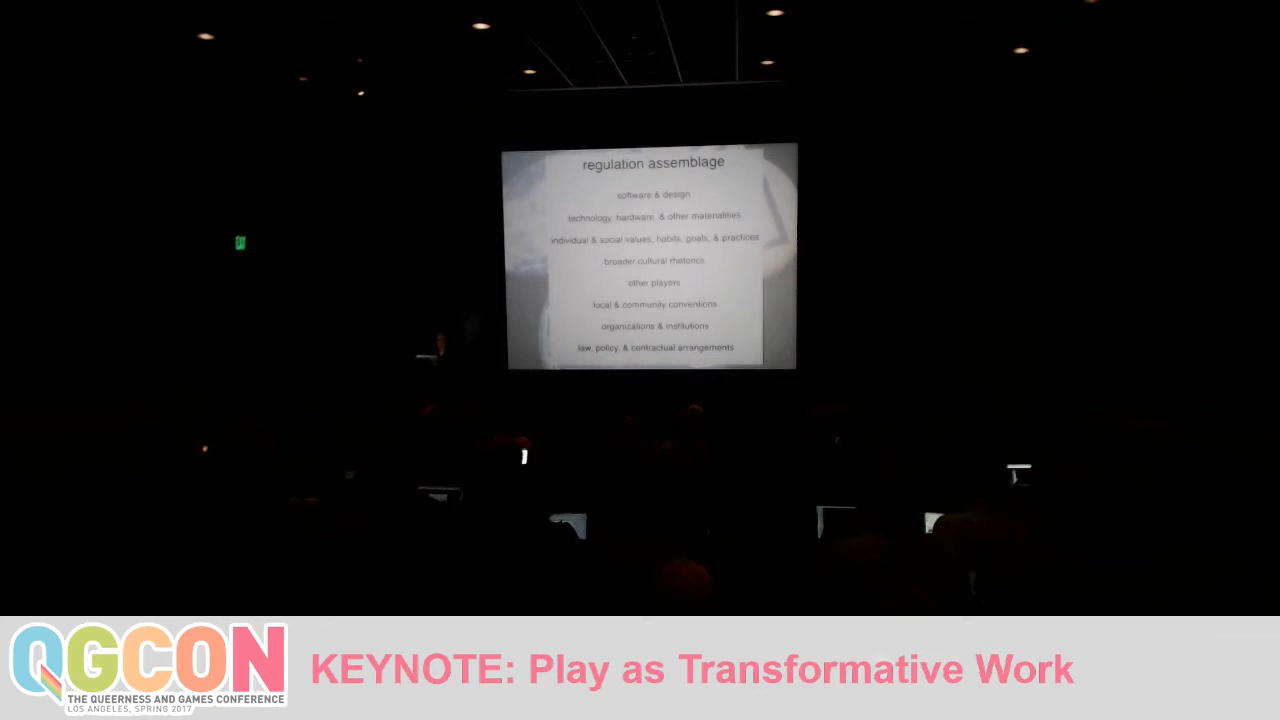 regulation assemblage
software & design
technology, hardware, & other materialities
individual & social values, habits, goals, & practices
broader cultural rhetorics
other players
local & community conventions
organizations & institutions
law, policy, & contractual arrangements
QGCON
THE QUEERNESS AND GAMES CONFERENCE
LOS ANGELES, SPRING 2017
KEYNOTE: Play as Transformative Work